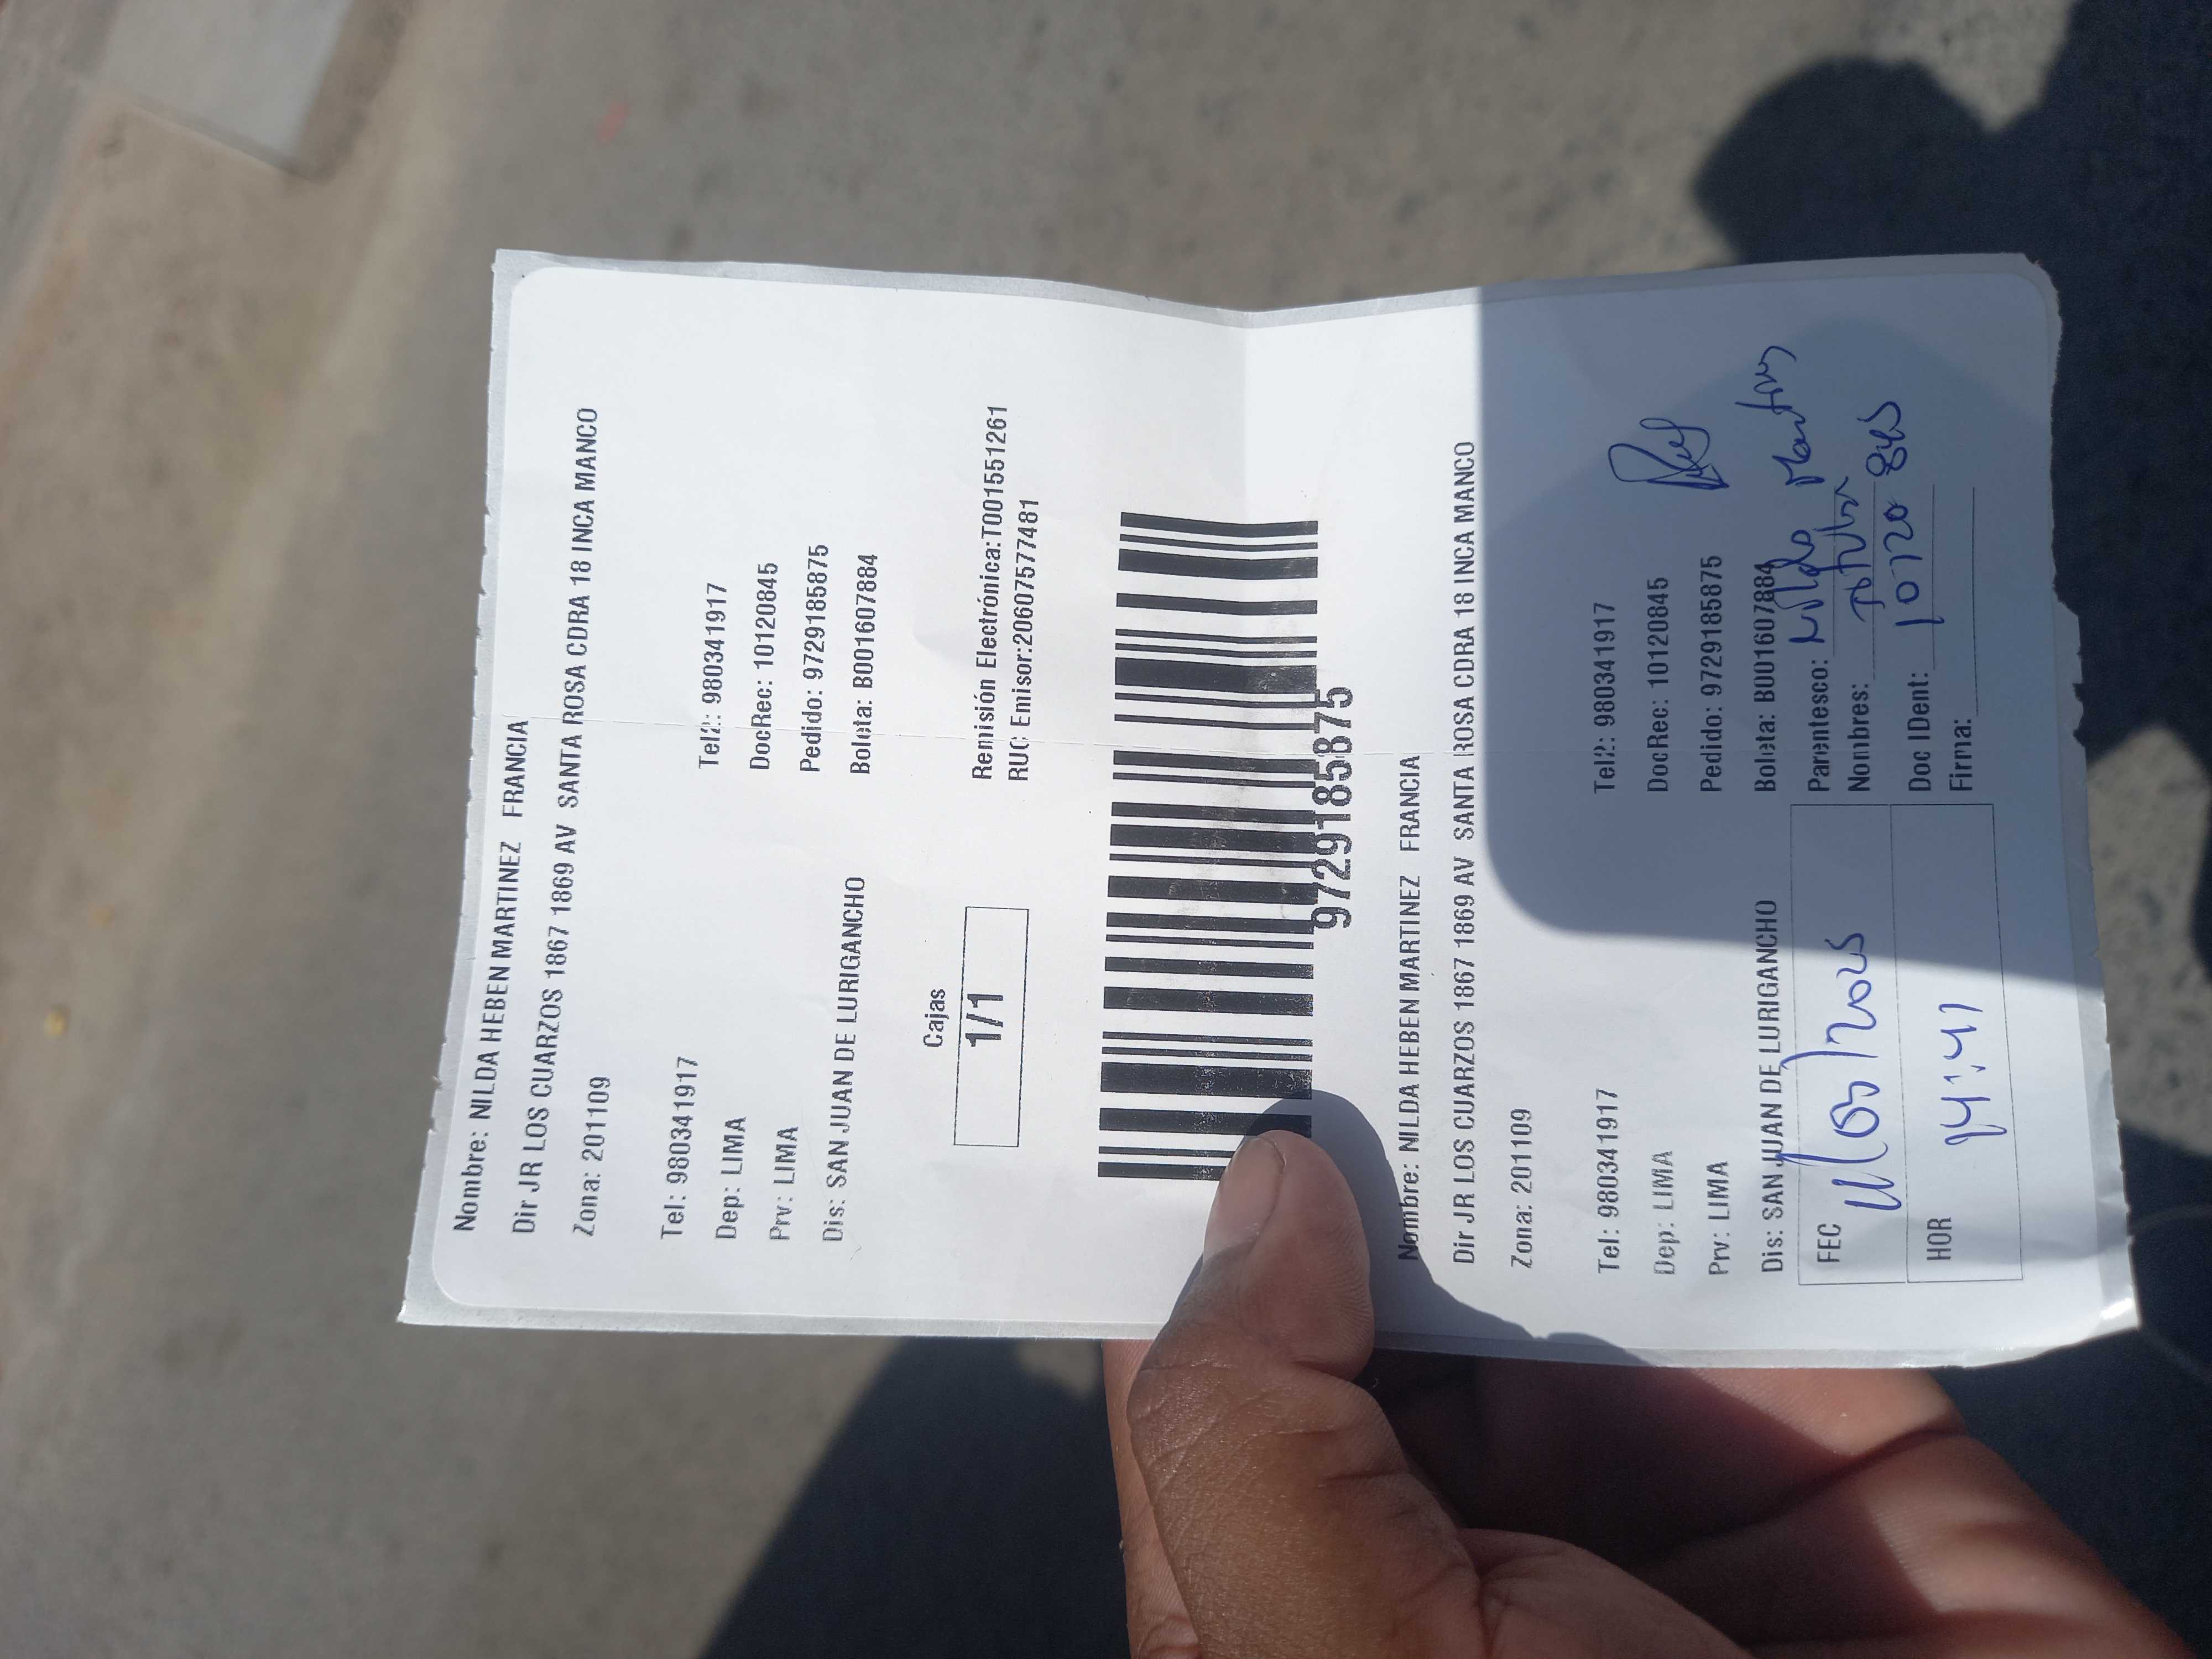 Nombre: NILDA HEBEN MARTINEZ FRANCIA
Dir JR LOS CUARZOS 1867 1869 AV SANTA ROSA CDRA 18 INCA MANCO
Zona: 201109
Tel: 980341917 Tel2: 980341917
Dep: LIMA DocRec: 10120845
Prv: LIMA Pedido: 9729185875
Dis: SAN JUAN DE LURIGANCHO Boleta: B001607884
Cajas
1/1
Remisión Electrónica:T001551261
RUC Emisor:20607577481
9729185875
Nombre: NILDA HEBEN MARTINEZ FRANCIA
Dir JR LOS CUARZOS 1867 1869 AV SANTA ROSA CDRA 18 INCA MANCO
Zona: 201109
Tel: 980341917 Tel2: 980341917
Dep: LIMA DocRec: 10120845
Prv: LIMA Pedido: 9729185875
Dis: SAN JUAN DE LURIGANCHO Boleta: B001607884
FEC Parentesco: Nilda
Nombres: titular
HOR 14:41 Doc IDent:
Firma: